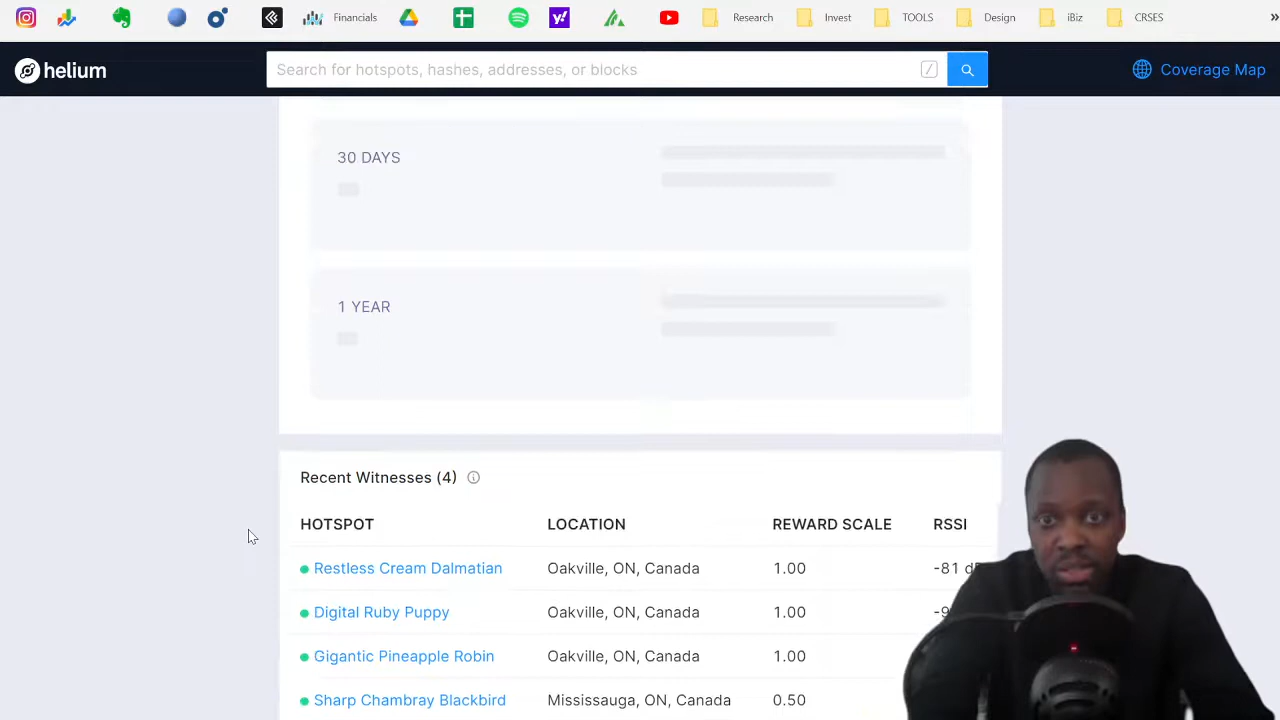 Financials Research Invest TOOLS Design iBiz CRSES »
helium Search for hotspots, hashes, addresses, or blocks / Coverage Map
30 DAYS
1 YEAR
Recent Witnesses (4)
HOTSPOT LOCATION REWARD SCALE RSSI
Restless Cream Dalmatian Oakville, ON, Canada 1.00 -81
Digital Ruby Puppy Oakville, ON, Canada 1.00
Gigantic Pineapple Robin Oakville, ON, Canada 1.00
Sharp Chambray Blackbird Mississauga, ON, Canada 0.50